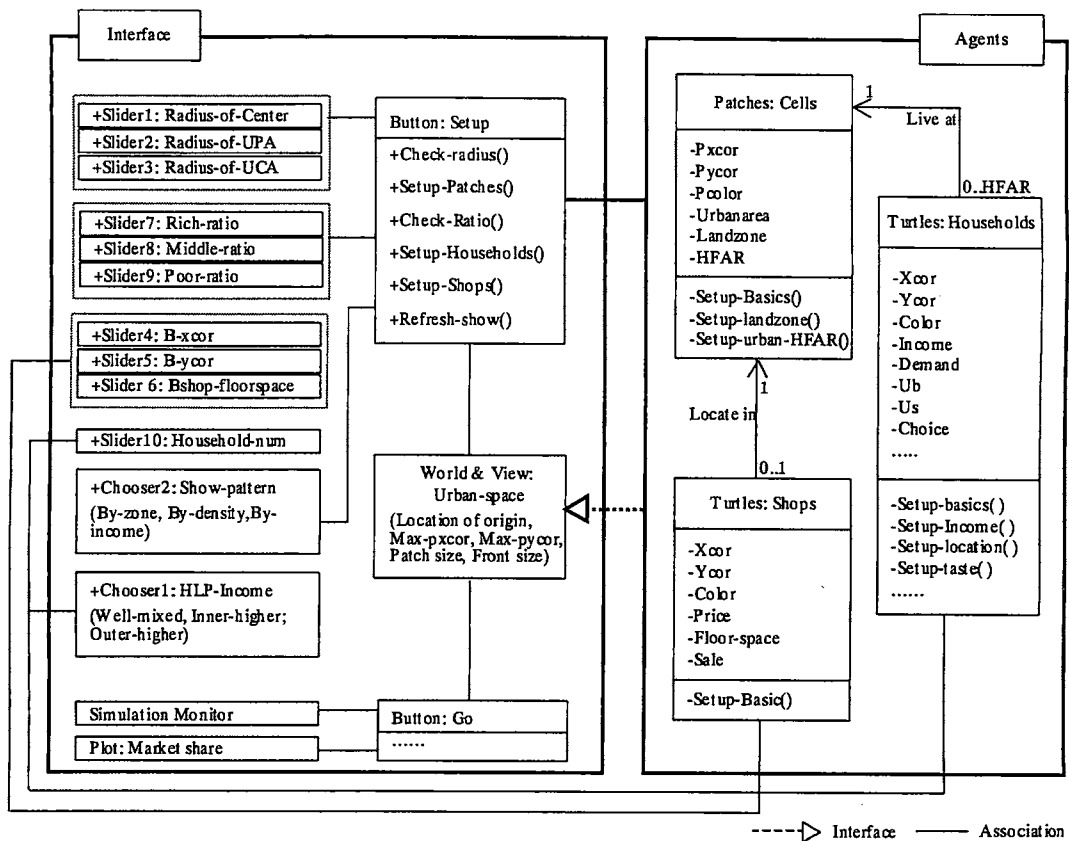 Interface
+Slider1: Radius-of-Center
+Slider2: Radius-of-UPA
+Slider3: Radius-of-UCA
+Slider7: Rich-ratio
+Slider8: Middle-ratio
+Slider9: Poor-ratio
+Slider4: B-xcor
+Slider5: B-ycor
+Slider 6: Bshop-floorspace
+Slider10: Household-num
+Chooser2: Show-pattern
(By-zone, By-density,By-
income)
+Chooser1: HLP-Income
(Well-mixed, Inner-higher;
Outer-higher)
Simulation Monitor
Plot: Market share
Button: Setup
+Check-radius()
+Setup-Patches()
+Check-Ratio()
+Setup-Households()
+Setup-Shops()
+Refresh-show()
World & View:
Urban-space
(Location of origin,
Max-pxcor, Max-pycor,
Patch size, Front size)
Button: Go
......
Agents
Patches: Cells
-Pxcor
-Pycor
-Pcolor
-Urbanarea
-Landzone
-HFAR
-Setup-Basics()
-Setup-landzone()
-Setup-urban-HFAR()
1
Live at
0..HFAR
1
Locate in
0..1
Turtles: Shops
-Xcor
-Ycor
-Color
-Price
-Floor-space
-Sale
-Setup-Basic()
Turtles: Households
-Xcor
-Ycor
-Color
-Income
-Demand
-Ub
-Us
-Choice
.....
-Setup-basics()
-Setup-Income()
-Setup-location()
-Setup-taste()
......
Interface
Association